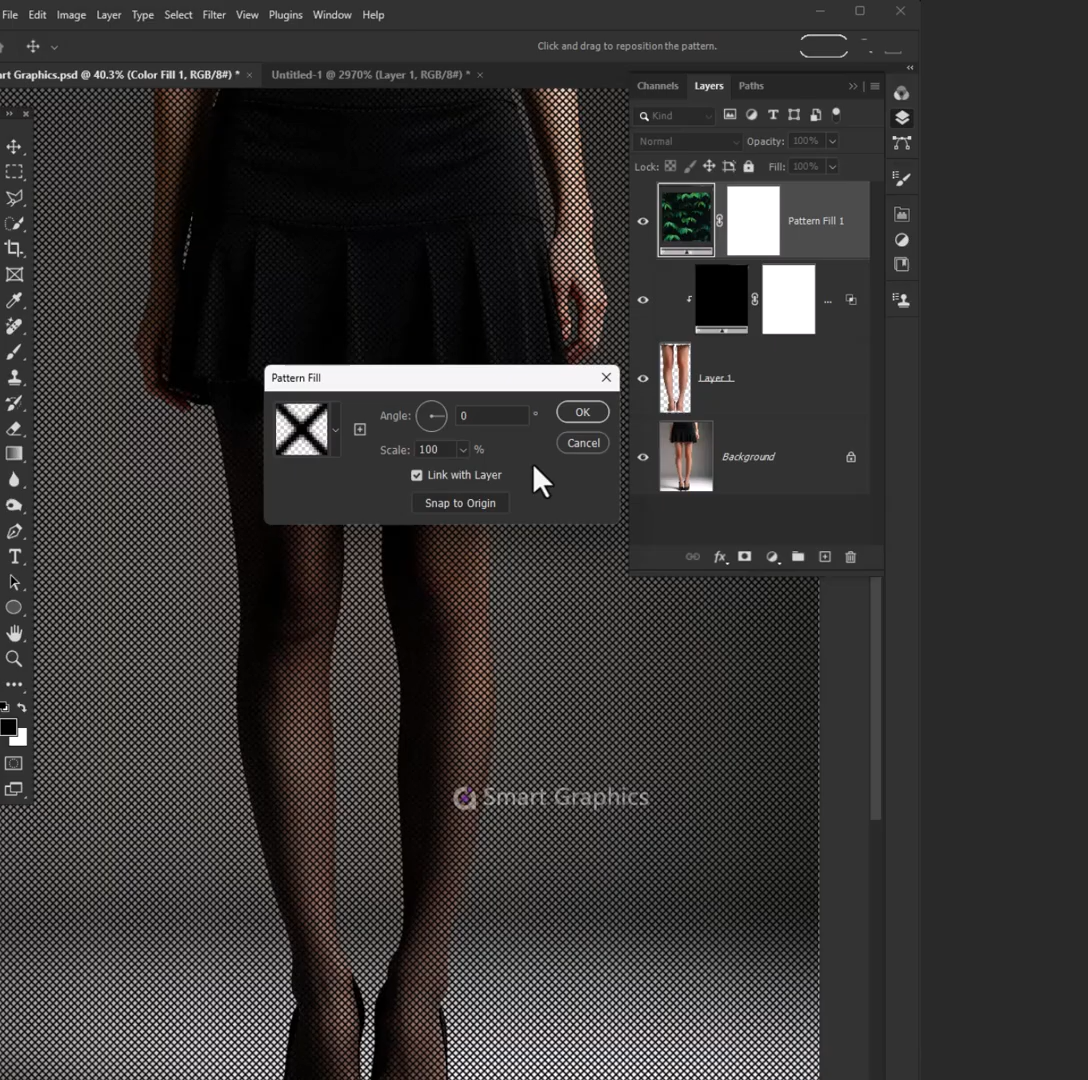 File Edit Image Layer Type Select Filter View Plugins Window Help
Click and drag to reposition the pattern.
rt Graphics.psd @ 40.3% (Color Fill 1, RGB/8#) * ×
Untitled-1 @ 2970% (Layer 1, RGB/8#) * ×
Channels Layers Paths
Kind
Normal Opacity: 100%
Lock: Fill: 100%
Pattern Fill 1
...
Layer 1
Background
Pattern Fill
Angle: 0 °
OK
Scale: 100 %
Cancel
Link with Layer
Snap to Origin
Smart Graphics